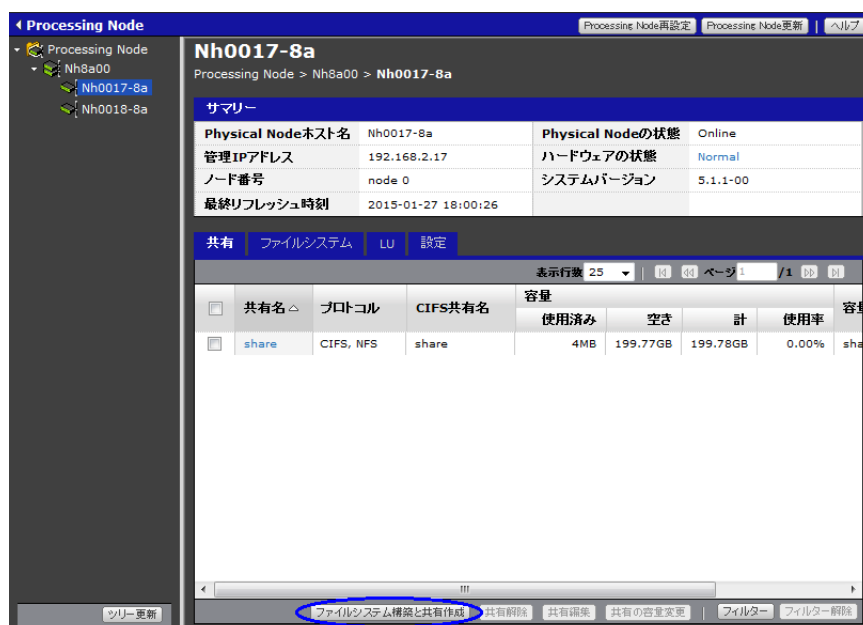 Processing Node
Processing Node再設定
Processing Node更新
ヘルプ
Processing Node
Nh8a00
Nh0017-8a
Nh0018-8a
Nh0017-8a
Processing Node > Nh8a00 > Nh0017-8a
サマリー
Physical Nodeホスト名 Nh0017-8a Physical Nodeの状態 Online
管理IPアドレス 192.168.2.17 ハードウェアの状態 Normal
ノード番号 node 0 システムバージョン 5.1.1-00
最終リフレッシュ時刻 2015-01-27 18:00:26
共有 ファイルシステム LU 設定
表示行数 25 ページ 1 /1
共有名 プロトコル CIFS共有名 容量 容量
使用済み 空き 計 使用率
share CIFS, NFS share 4MB 199.77GB 199.78GB 0.00% sha
ツリー更新
ファイルシステム構築と共有作成 共有解除 共有編集 共有の容量変更 フィルター フィルター解除